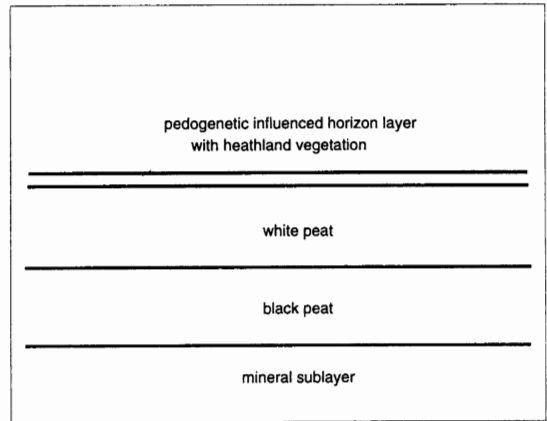 pedogenetic influenced horizon layer
with heathland vegetation
white peat
black peat
mineral sublayer